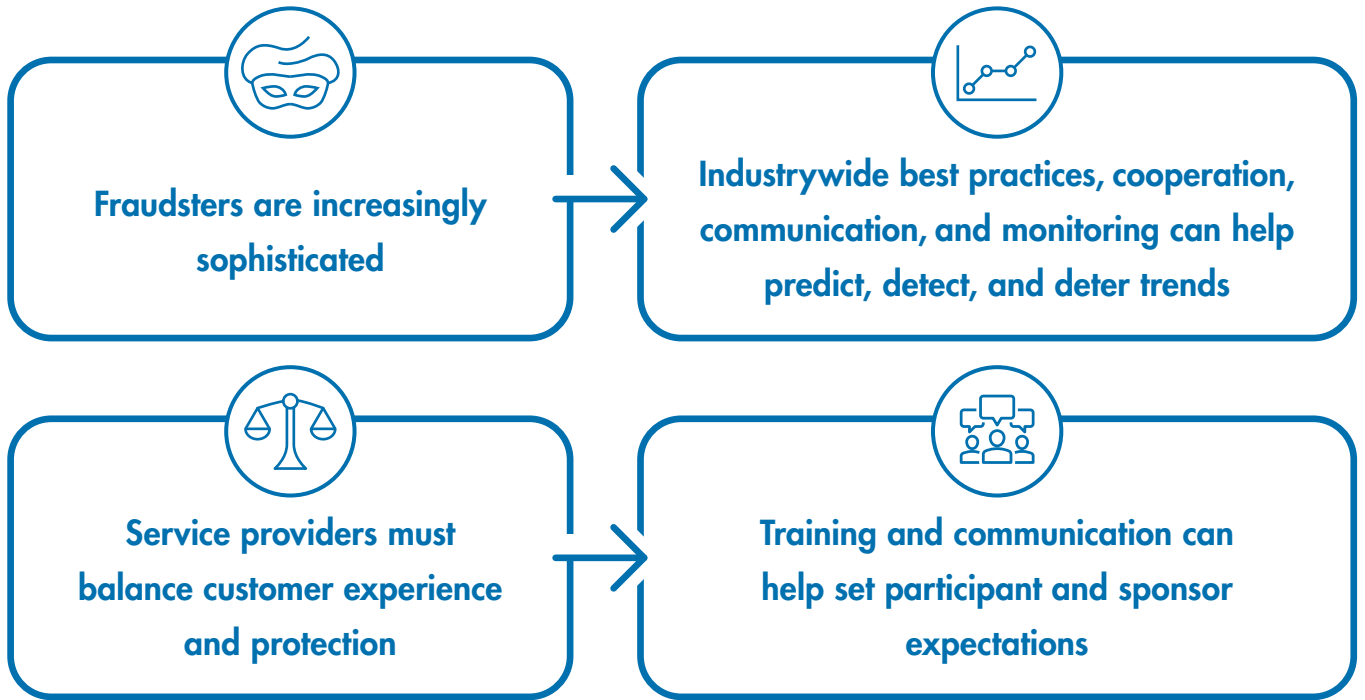 Fraudsters are increasingly
sophisticated
Industrywide best practices, cooperation,
communication, and monitoring can help
predict, detect, and deter trends
Service providers must
balance customer experience
and protection
Training and communication can
help set participant and sponsor
expectations